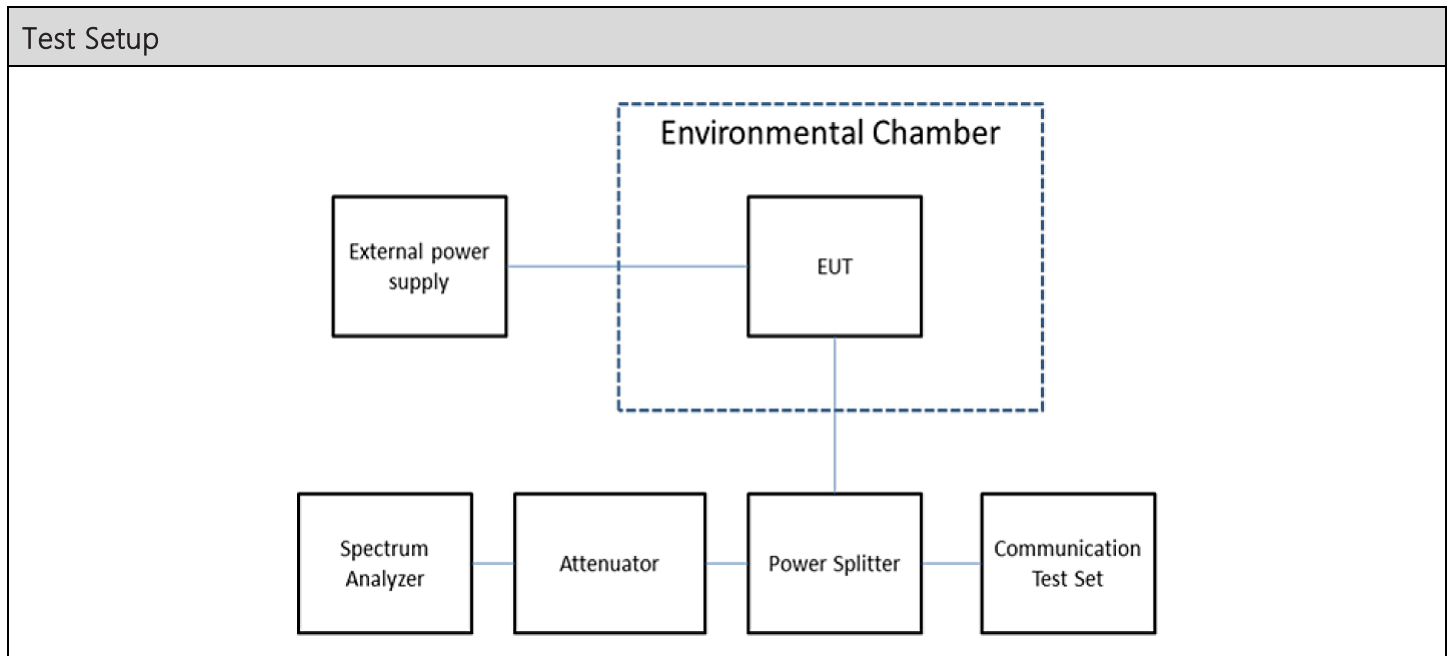 Test Setup
Environmental Chamber
External power
supply
EUT
Spectrum
Analyzer
Attenuator
Power Splitter
Communication
Test Set